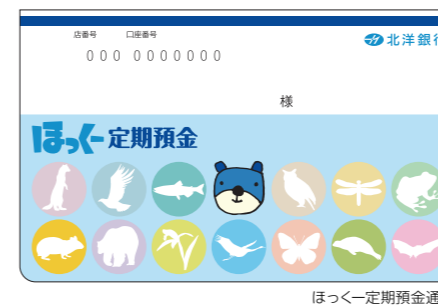 店番号 口座番号
000 0000000
北洋銀行
様
ほっくー定期預金
ほっくー定期預金通